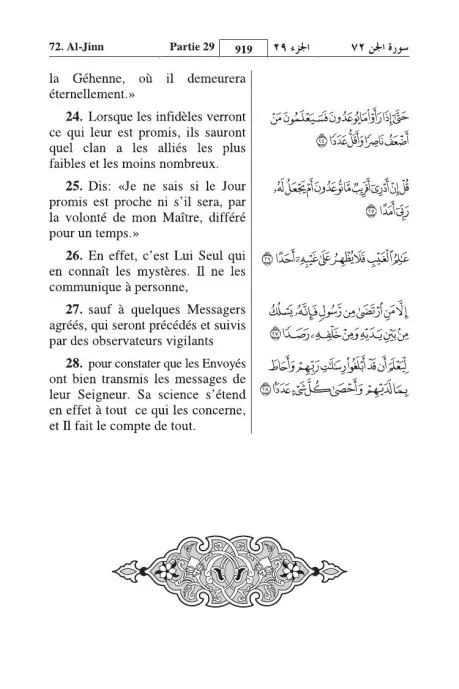 72. Al-Jinn Partie 29 919 الجزء ٢٩ سورة الجن ٧٢
la Géhenne, où il demeurera
éternellement.»
24. Lorsque les infidèles verront
ce qui leur est promis, ils sauront
quel clan a les alliés les plus
faibles et les moins nombreux.
25. Dis: «Je ne sais si le Jour
promis est proche ni s’il sera, par
la volonté de mon Maître, différé
pour un temps.»
26. En effet, c’est Lui Seul qui
en connaît les mystères. Il ne les
communique à personne,
27. sauf à quelques Messagers
agréés, qui seront précédés et suivis
par des observateurs vigilants
28. pour constater que les Envoyés
ont bien transmis les messages de
leur Seigneur. Sa science s’étend
en effet à tout ce qui les concerne,
et Il fait le compte de tout.
حَتَّىٰٓ إِذَا رَأَوْا۟ مَا يُوعَدُونَ فَسَيَعْلَمُونَ مَنْ
أَضْعَفُ نَاصِرًا وَأَقَلُّ عَدَدًا ٢٤
قُلْ إِنْ أَدْرِىٓ أَقَرِيبٌ مَّا تُوعَدُونَ أَمْ يَجْعَلُ لَهُۥ
رَبِّىٓ أَمَدًا ٢٥
عَٰلِمُ ٱلْغَيْبِ فَلَا يُظْهِرُ عَلَىٰ غَيْبِهِۦٓ أَحَدًا ٢٦
إِلَّا مَنِ ٱرْتَضَىٰ مِن رَّسُولٍ فَإِنَّهُۥ يَسْلُكُ
مِنۢ بَيْنِ يَدَيْهِ وَمِنْ خَلْفِهِۦ رَصَدًا ٢٧
لِّيَعْلَمَ أَن قَدْ أَبْلَغُوا۟ رِسَٰلَٰتِ رَبِّهِمْ وَأَحَاطَ
بِمَا لَدَيْهِمْ وَأَحْصَىٰ كُلَّ شَىْءٍ عَدَدًۢا ٢٨